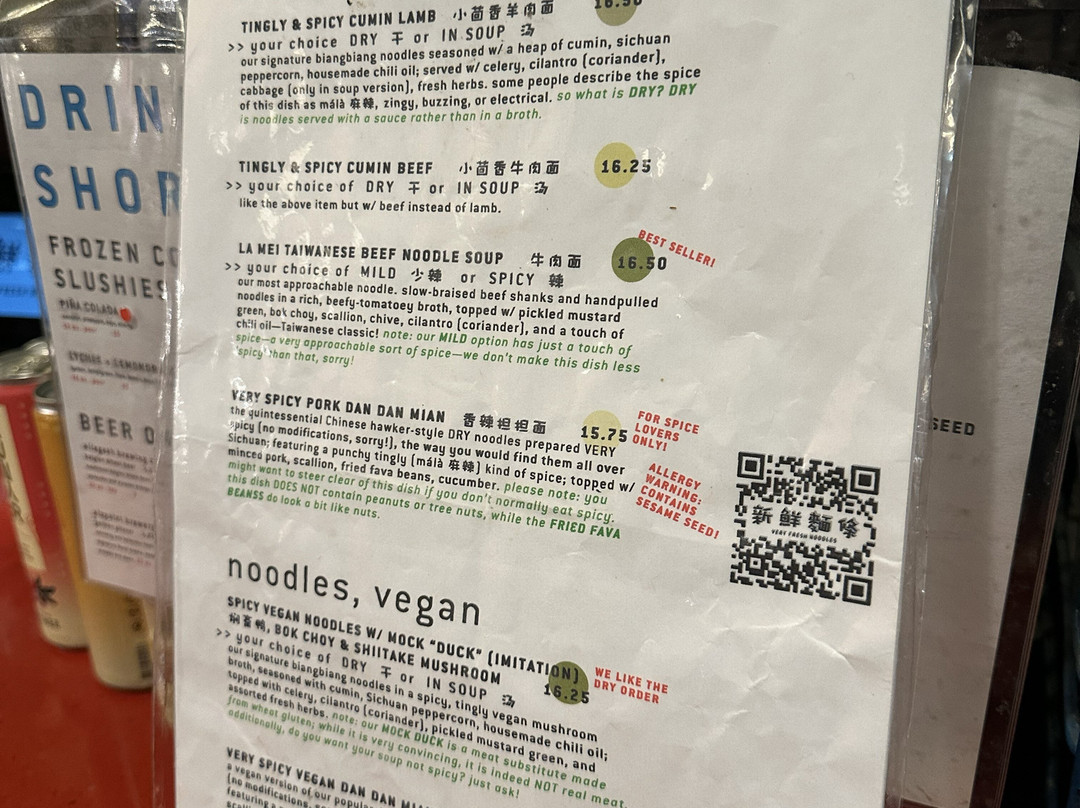 TINGLY & SPICY CUMIN LAMB 小茴香羊肉面 16.50
>> your choice DRY 干 or IN SOUP 汤
our signature biangbiang noodles seasoned w/ a heap of cumin, sichuan
peppercorn, housemade chili oil; served w/ celery, cilantro (coriander),
cabbage (only in soup version), fresh herbs. some people describe the spice
of this dish as málà 麻辣, zingy, buzzing, or electrical. so what is DRY? DRY
is noodles served with a sauce rather than in a broth.
TINGLY & SPICY CUMIN BEEF 小茴香牛肉面 16.25
>> your choice of DRY 干 or IN SOUP 汤
like the above item but w/ beef instead of lamb.
LA MEI TAIWANESE BEEF NOODLE SOUP 牛肉面 16.50
BEST SELLER!
>> your choice of MILD 少辣 or SPICY 辣
our most approachable noodle. slow-braised beef shanks and handpulled
noodles in a rich, beefy-tomatoey broth, topped w/ pickled mustard
green, bok choy, scallion, chive, cilantro (coriander), and a touch of
chili oil—Taiwanese classic! note: our MILD option has just a touch of
spice—a very approachable sort of spice—we don't make this dish less
spicy than that, sorry!
VERY SPICY PORK DAN DAN MIAN 香辣担担面 15.75
FOR SPICE
LOVERS
ONLY!
the quintessential Chinese hawker-style DRY noodles prepared VERY
spicy (no modifications, sorry!), the way you would find them all over
Sichuan; featuring a punchy tingly (málà 麻辣) kind of spice; topped w/
minced pork, scallion, fried fava beans, cucumber. please note: you
might want to steer clear of this dish if you don't normally eat spicy.
this dish DOES NOT contain peanuts or tree nuts, while the FRIED FAVA
BEANSS do look a bit like nuts.
ALLERGY
WARNING:
CONTAINS
SESAME SEED!
新鮮麵條
VERY FRESH NOODLES
noodles, vegan
SPICY VEGAN NOODLES W/ MOCK "DUCK" (IMITATION)
BOK CHOY & SHIITAKE MUSHROOM 16.25
WE LIKE THE
DRY ORDER
>> your choice of DRY 干 or IN SOUP 汤
our signature biangbiang noodles in a spicy, tingly vegan mushroom
broth, seasoned with cumin, Sichuan peppercorn, housemade chili oil;
topped with celery, cilantro (coriander), pickled mustard green, and
assorted fresh herbs. note: our MOCK DUCK is a meat substitute made
from wheat gluten; while it is very convincing, it is indeed NOT real meat.
additionally, do you want your soup not spicy? just ask!
VERY SPICY VEGAN DAN DAN
a vegan version of our
(no modifications,
featuring a
DRIN
SHOR
FROZEN CO
SLUSHIES
PIÑA COLADA
BEER O
SEED